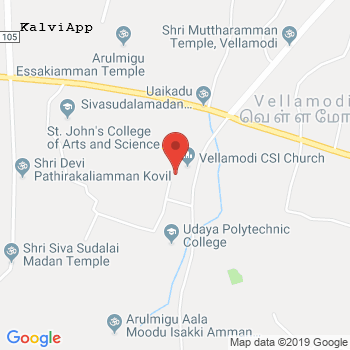 KalviApp
105
Shri Muttharamman
Temple, Vellamodi
Arulmigu
Essakiamman Temple
Uaikadu
Sivasudalamadan...
Vellamodi
St. John's College
of Arts and Science
Vellamodi CSI Church
Shri Devi
Pathirakaliamman Kovil
Udaya Polytechnic
College
Shri Siva Sudalai
Madan Temple
Arulmigu Aala
Moodu Isakki Amman
Google
Map data ©2019 Google